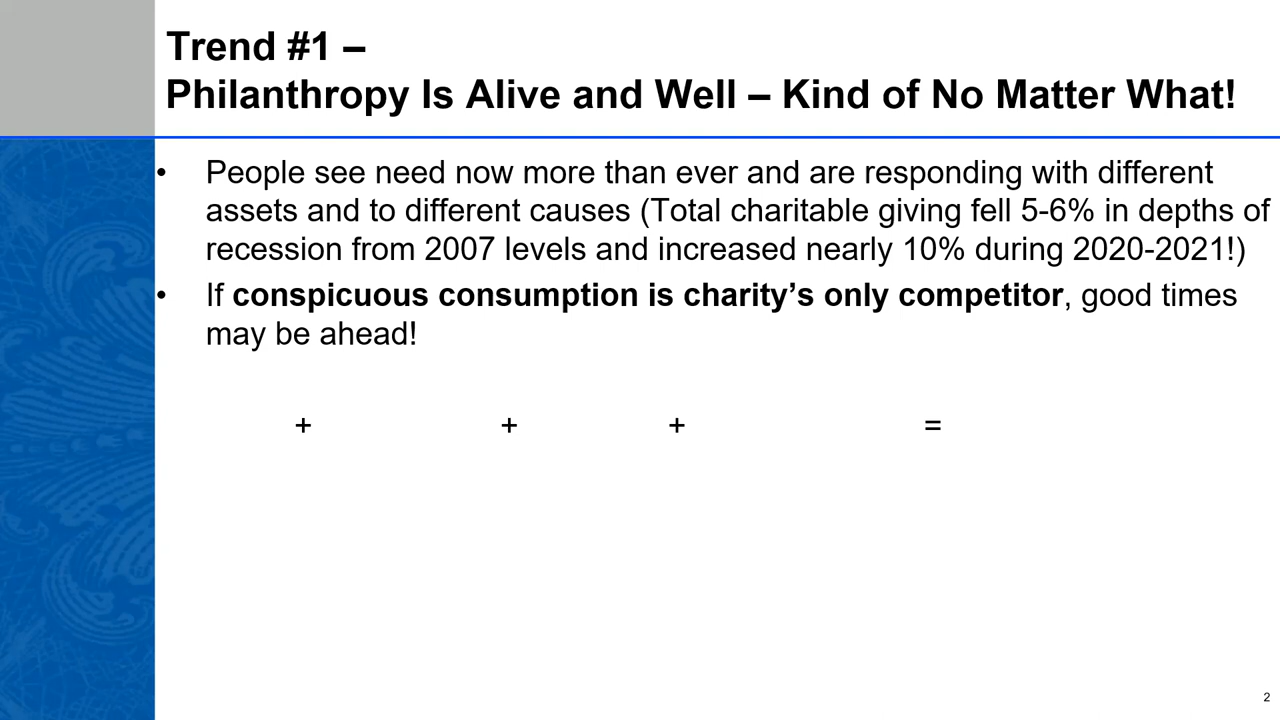 Trend #1 –
Philanthropy Is Alive and Well – Kind of No Matter What!
• People see need now more than ever and are responding with different
assets and to different causes (Total charitable giving fell 5-6% in depths of
recession from 2007 levels and increased nearly 10% during 2020-2021!)
• If conspicuous consumption is charity’s only competitor, good times
may be ahead!
+ + + =
2